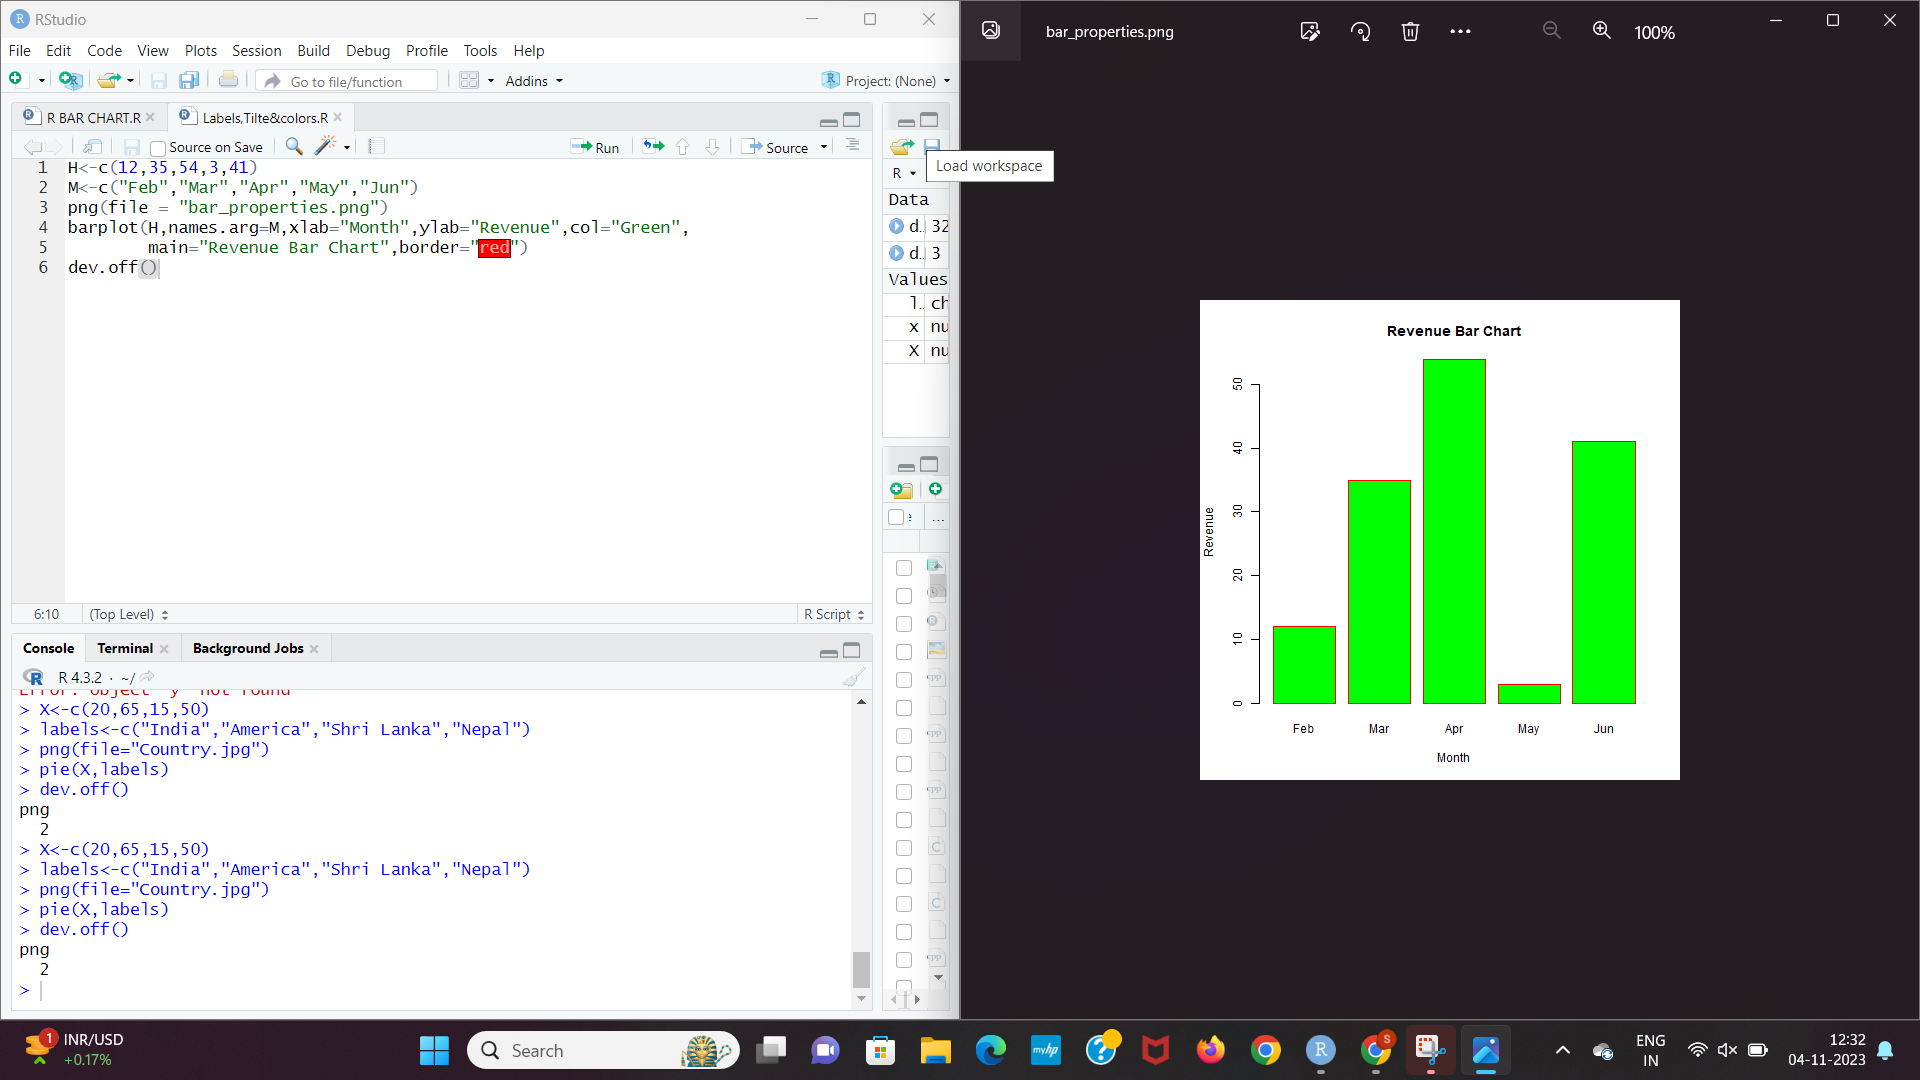 RStudio
File Edit Code View Plots Session Build Debug Profile Tools Help
Go to file/function
Addins
Project: (None)
R BAR CHART.R
Labels,Tilte&colors.R
Source on Save
Run
Source
1 H<-c(12,35,54,3,41)
2 M<-c("Feb","Mar","Apr","May","Jun")
3 png(file = "bar_properties.png")
4 barplot(H,names.arg=M,xlab="Month",ylab="Revenue",col="Green",
5 main="Revenue Bar Chart",border="red")
6 dev.off()
6:10 (Top Level) R Script
Console Terminal Background Jobs
R 4.3.2 · ~/
> X<-c(20,65,15,50)
> labels<-c("India","America","Shri Lanka","Nepal")
> png(file="Country.jpg")
> pie(X,labels)
> dev.off()
png
2
> X<-c(20,65,15,50)
> labels<-c("India","America","Shri Lanka","Nepal")
> png(file="Country.jpg")
> pie(X,labels)
> dev.off()
png
2
>
Load workspace
R
Data
d.. 32
d.. 3
Values
l.. ch
x nu
X nu
bar_properties.png
100%
Revenue Bar Chart
50
40
30
20
10
0
Revenue
Feb Mar Apr May Jun
Month
1
INR/USD
+0.17%
Search
myhp
ENG
IN
12:32
04-11-2023